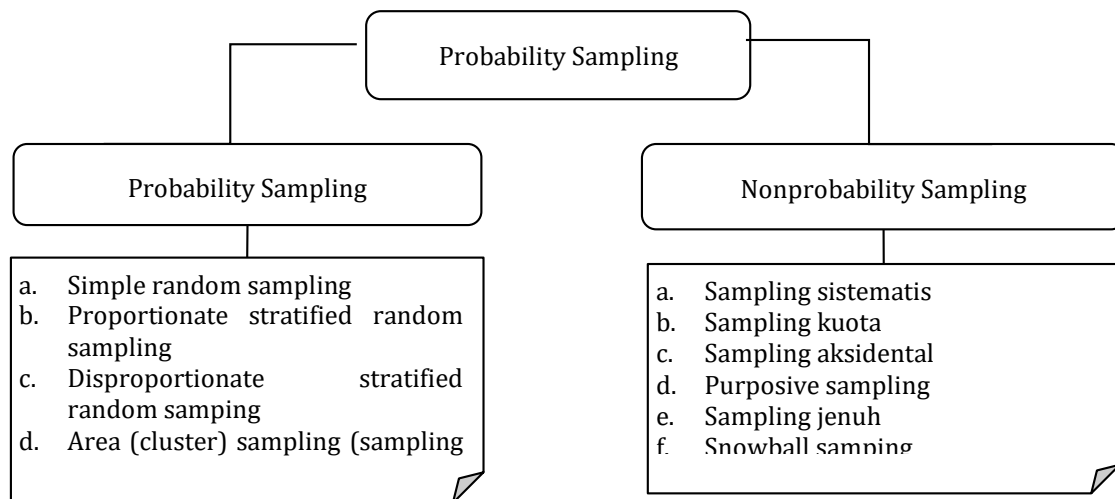 Probability Sampling
Probability Sampling
Nonprobability Sampling
a. Simple random sampling
b. Proportionate stratified random
sampling
c. Disproportionate stratified
random samping
d. Area (cluster) sampling (sampling
a. Sampling sistematis
b. Sampling kuota
c. Sampling aksidental
d. Purposive sampling
e. Sampling jenuh
f. Snowball samping